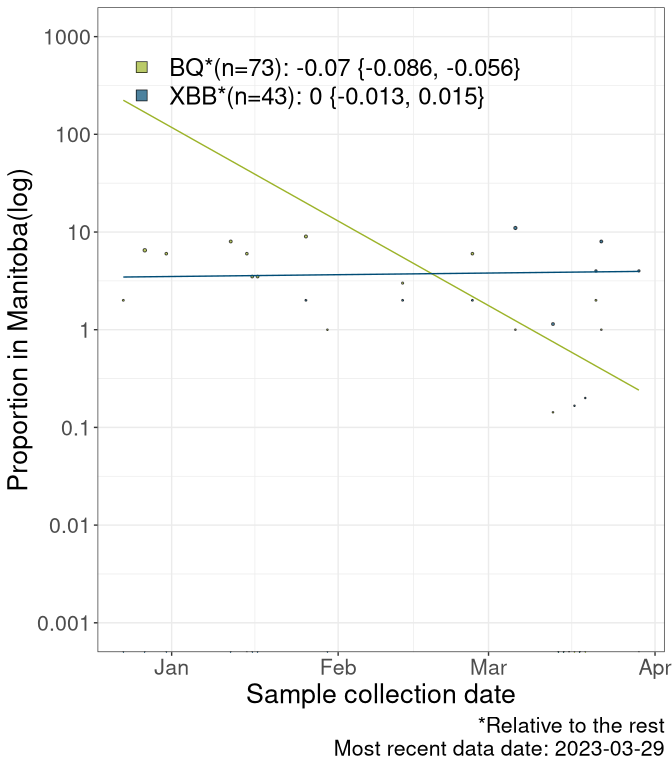 1000
100
10
1
0.1
0.01
0.001
Proportion in Manitoba(log)
BQ*(n=73): -0.07 {-0.086, -0.056}
XBB*(n=43): 0 {-0.013, 0.015}
Jan Feb Mar Apr
Sample collection date
*Relative to the rest
Most recent data date: 2023-03-29